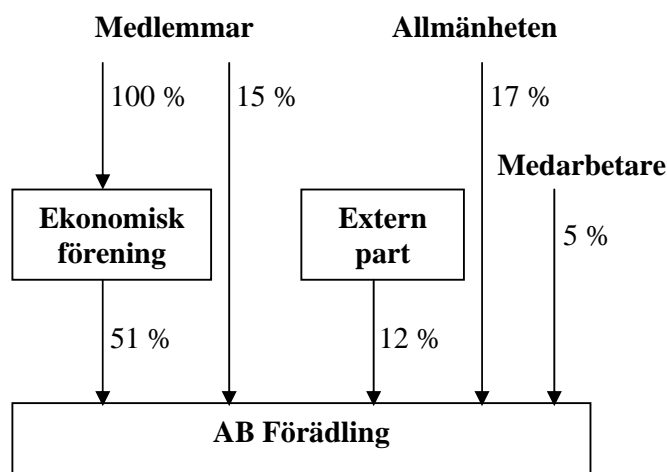 Medlemmar
Allmänheten
100 %
15 %
17 %
Medarbetare
Ekonomisk
förening
Extern
part
5 %
51 %
12 %
AB Förädling